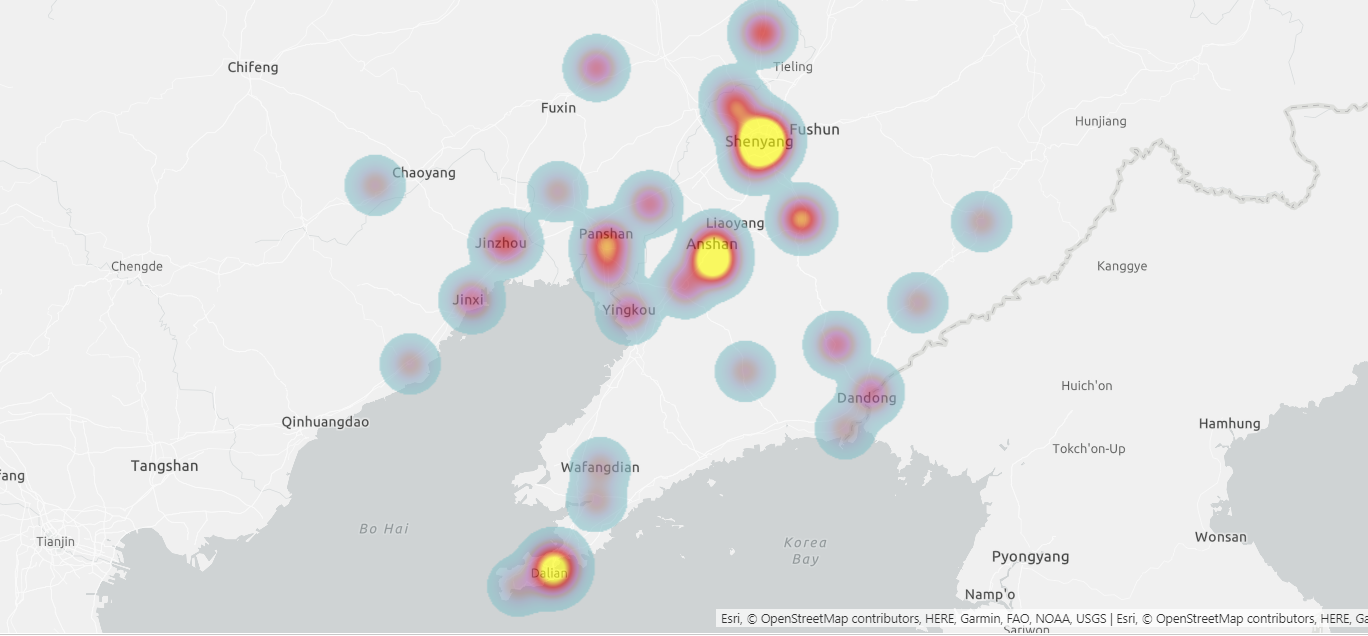 Chifeng
Tieling
Fuxin
Hunjiang
Fushun
Shenyang
Chaoyang
Liaoyang
Panshan
Jinzhou
Anshan
Chengde
Kanggye
Jinxi
Yingkou
Huich'on
Dandong
Qinhuangdao
Hamhung
Tokch'on-Up
Tangshan
Wafangdian
fang
Bo Hai
Tianjin
Korea
Bay
Wonsan
Pyongyang
Dalian
Namp'o
Esri, © OpenStreetMap contributors, HERE, Garmin, FAO, NOAA, USGS | Esri, © OpenStreetMap contributors, HERE, Ga
Sariwon